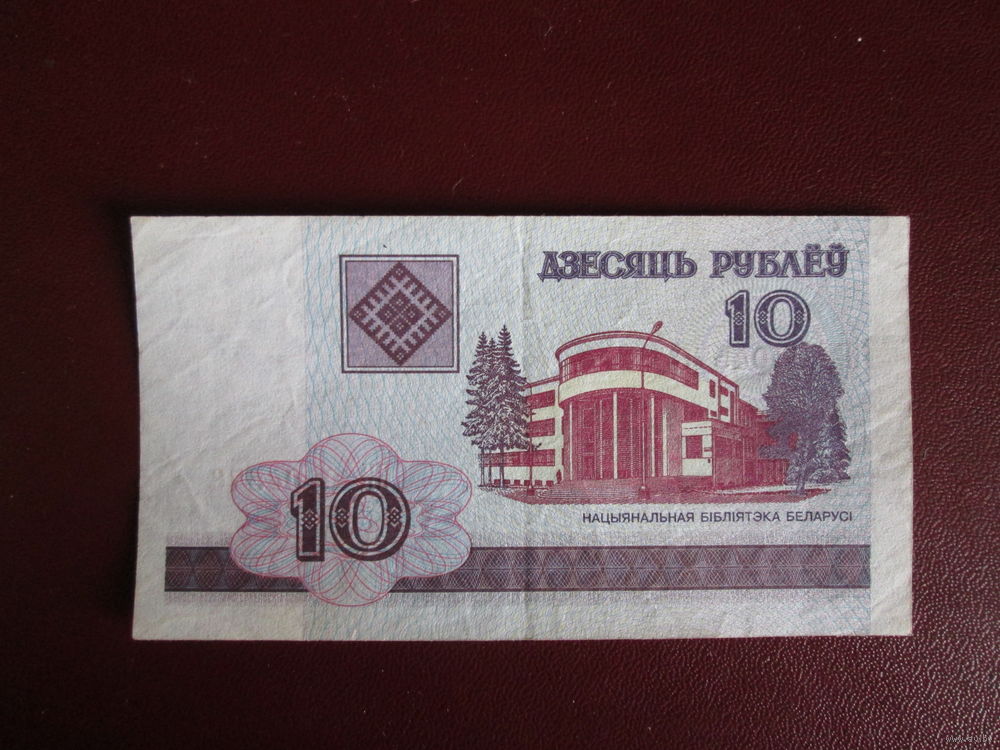 ДЗЕСЯЦЬ РУБЛЁЎ
10
НАЦЫЯНАЛЬНАЯ БІБЛІЯТЭКА БЕЛАРУСІ
10